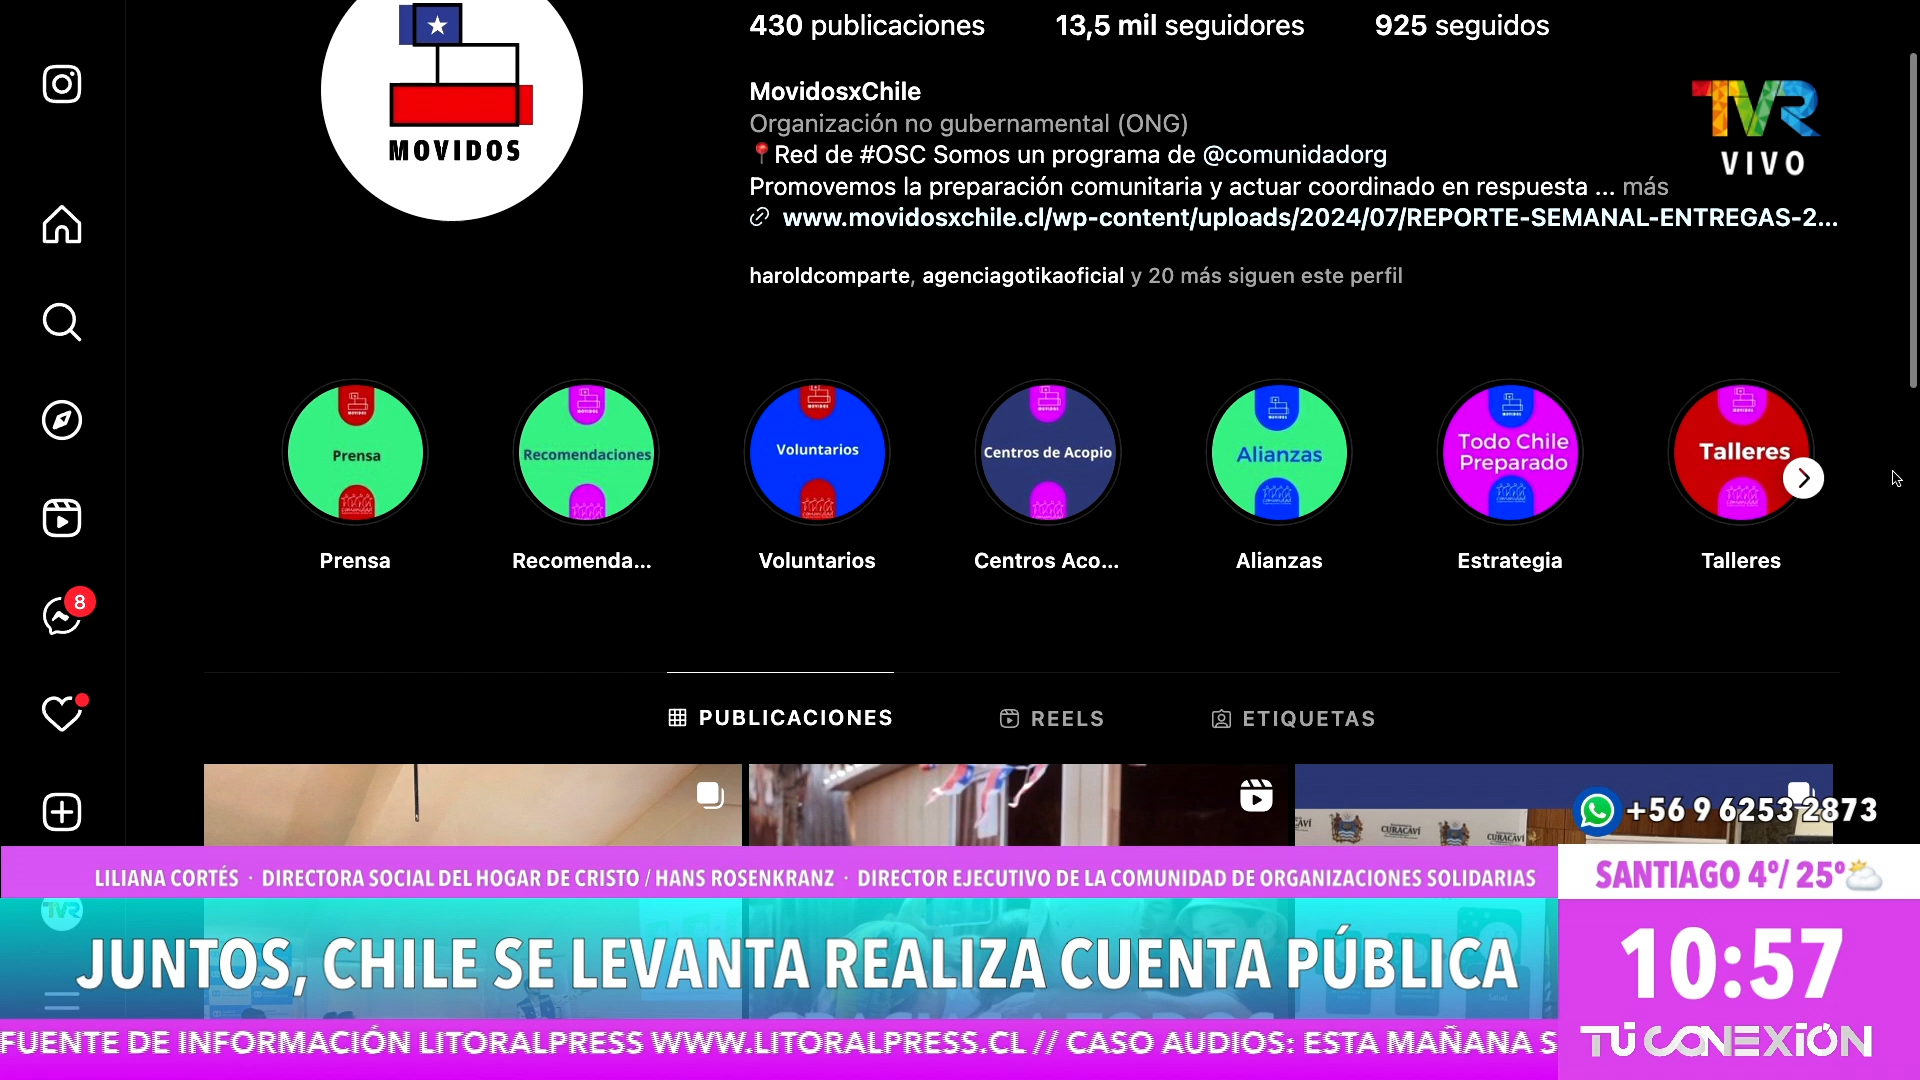 430 publicaciones 13,5 mil seguidores 925 seguidos
MOVIDOS
MovidosxChile
Organización no gubernamental (ONG)
Red de #OSC Somos un programa de @comunidadorg
Promovemos la preparación comunitaria y actuar coordinado en respuesta ... más
www.movidosxchile.cl/wp-content/uploads/2024/07/REPORTE-SEMANAL-ENTREGAS-2...
haroldcomparte, agenciagotikaoficial y 20 más siguen este perfil
TVR
VIVO
Prensa
Recomendaciones
Voluntarios
Centros de Acopio
Alianzas
Todo Chile
Preparado
Talleres
Prensa
Recomenda...
Voluntarios
Centros Aco...
Alianzas
Estrategia
Talleres
8
PUBLICACIONES REELS ETIQUETAS
CURACAVÍ
CURACAVÍ
+56 9 6253 2873
LILIANA CORTÉS · DIRECTORA SOCIAL DEL HOGAR DE CRISTO / HANS ROSENKRANZ · DIRECTOR EJECUTIVO DE LA COMUNIDAD DE ORGANIZACIONES SOLIDARIAS
SANTIAGO 4º/ 25º
TVR
JUNTOS, CHILE SE LEVANTA REALIZA CUENTA PÚBLICA
10:57
FUENTE DE INFORMACIÓN LITORALPRESS WWW.LITORALPRESS.CL // CASO AUDIOS: ESTA MAÑANA S
TÚ CONEXIÓN